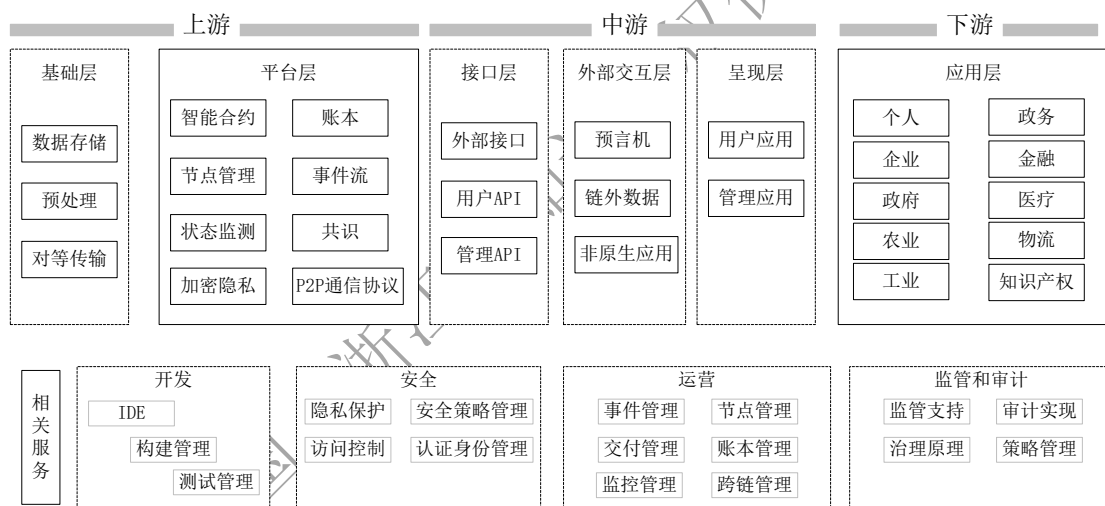 上游
中游
下游
基础层
数据存储
预处理
对等传输
平台层
智能合约
账本
节点管理
事件流
状态监测
共识
加密隐私
P2P通信协议
接口层
外部接口
用户API
管理API
外部交互层
预言机
链外数据
非原生应用
呈现层
用户应用
管理应用
应用层
个人
政务
企业
金融
政府
医疗
农业
物流
工业
知识产权
相关服务
开发
IDE
构建管理
测试管理
安全
隐私保护
安全策略管理
访问控制
认证身份管理
运营
事件管理
节点管理
交付管理
账本管理
监控管理
跨链管理
监管和审计
监管支持
审计实现
治理原理
策略管理